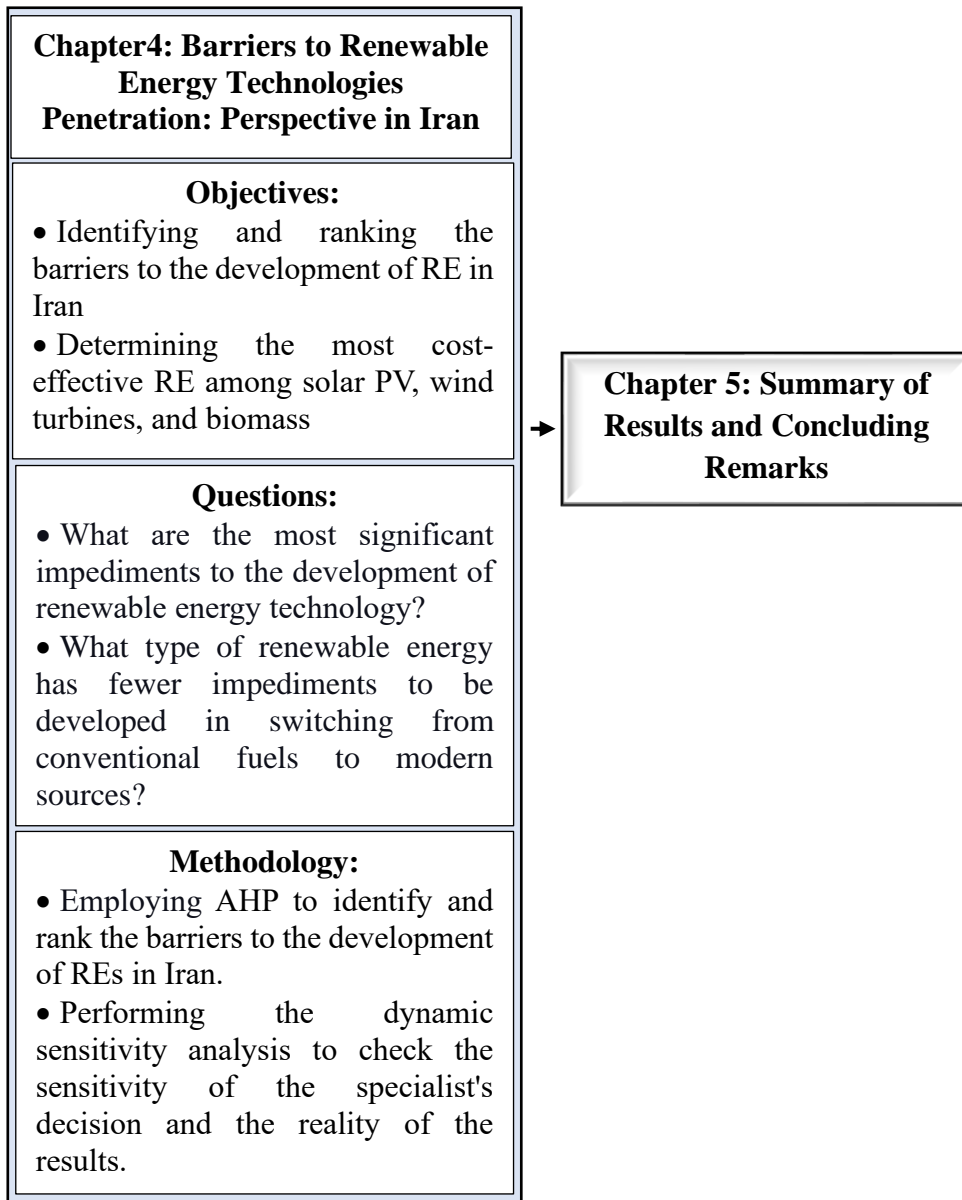 Chapter4: Barriers to Renewable
Energy Technologies
Penetration: Perspective in Iran
Objectives:
• Identifying and ranking the
barriers to the development of RE in
Iran
• Determining the most cost-
effective RE among solar PV, wind
turbines, and biomass
Questions:
• What are the most significant
impediments to the development of
renewable energy technology?
• What type of renewable energy
has fewer impediments to be
developed in switching from
conventional fuels to modern
sources?
Methodology:
• Employing AHP to identify and
rank the barriers to the development
of REs in Iran.
• Performing the dynamic
sensitivity analysis to check the
sensitivity of the specialist's
decision and the reality of the
results.
Chapter 5: Summary of
Results and Concluding
Remarks